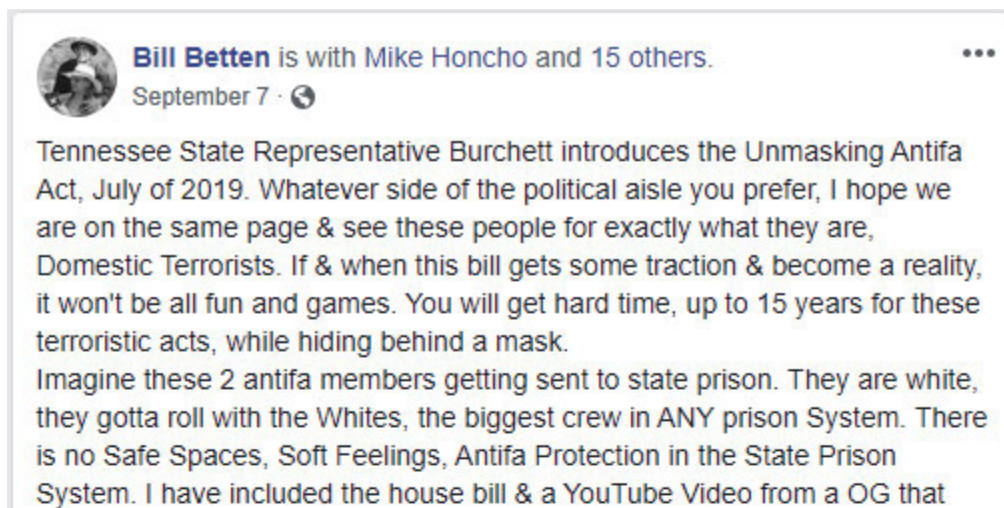 Bill Betten is with Mike Honcho and 15 others.
September 7 ·
Tennessee State Representative Burchett introduces the Unmasking Antifa
Act, July of 2019. Whatever side of the political aisle you prefer, I hope we
are on the same page & see these people for exactly what they are,
Domestic Terrorists. If & when this bill gets some traction & become a reality,
it won't be all fun and games. You will get hard time, up to 15 years for these
terroristic acts, while hiding behind a mask.
Imagine these 2 antifa members getting sent to state prison. They are white,
they gotta roll with the Whites, the biggest crew in ANY prison System. There
is no Safe Spaces, Soft Feelings, Antifa Protection in the State Prison
System. I have included the house bill & a YouTube Video from a OG that